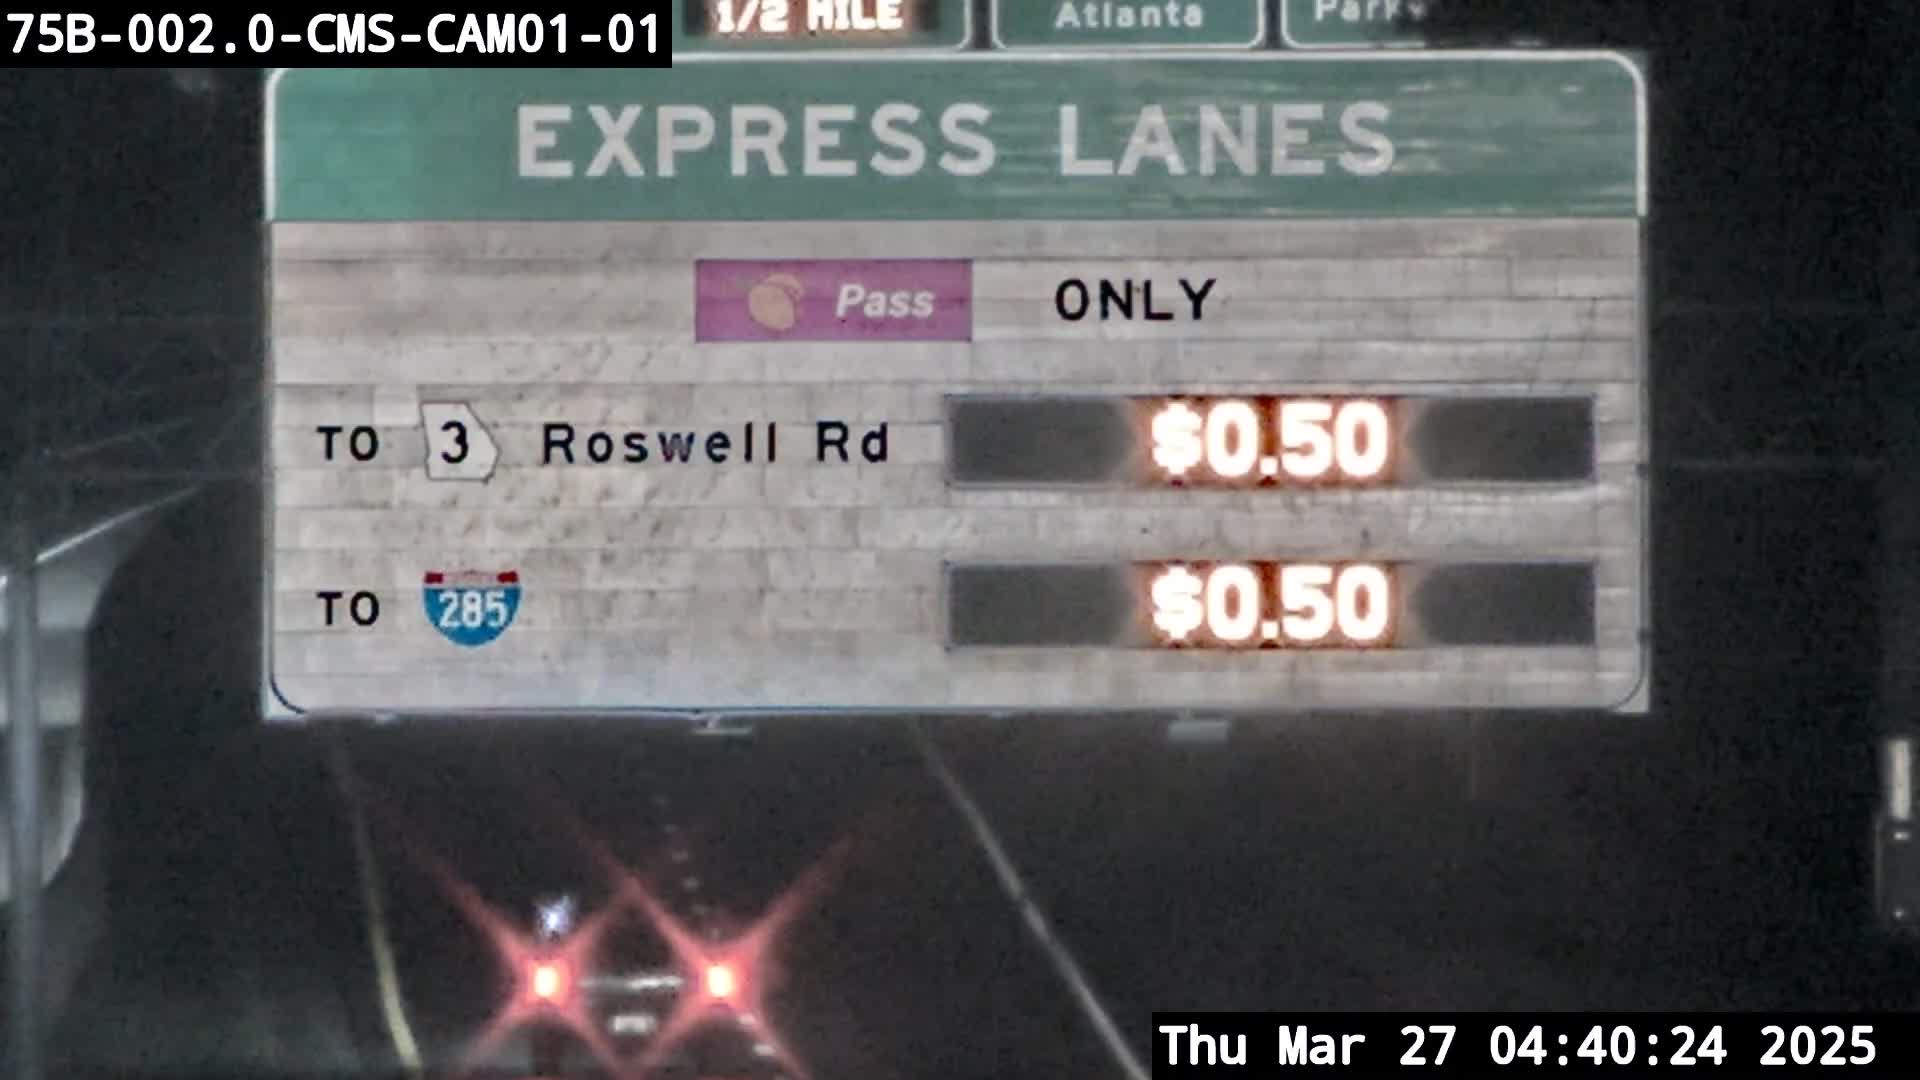 75B-002.0-CMS-CAM01-01
1/2 MILE
Atlanta
EXPRESS LANES
Pass ONLY
TO 3 Roswell Rd $0.50
TO 285 $0.50
Thu Mar 27 04:40:24 2025